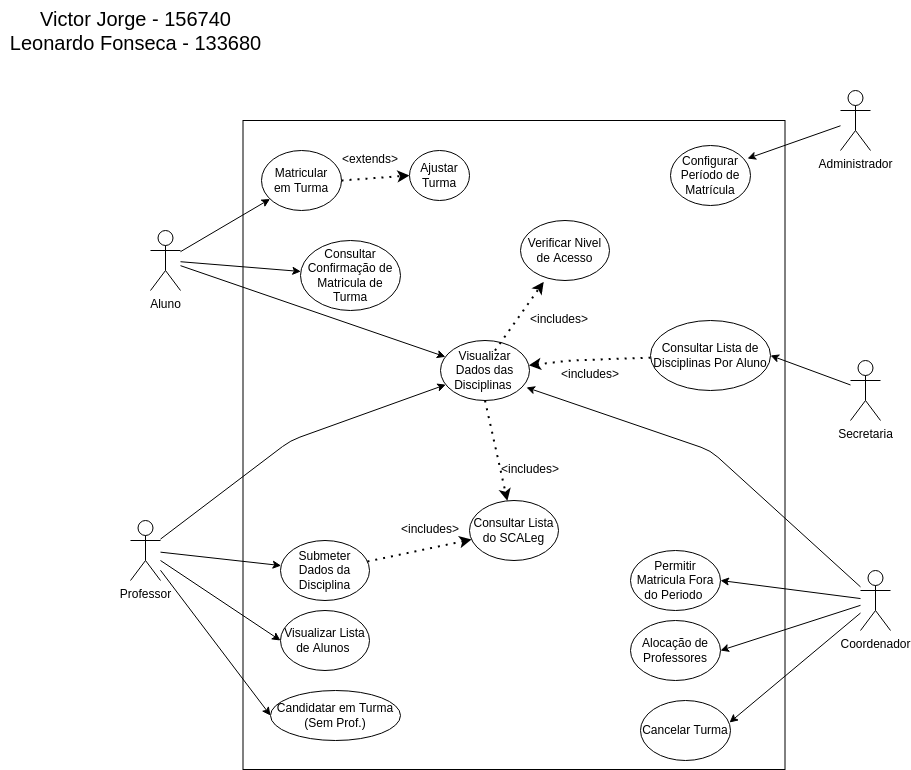 Victor Jorge - 156740
Leonardo Fonseca - 133680
Administrador
<extends>
Matricular
em Turma
Ajustar
Turma
Configurar
Período de
Matrícula
Aluno
Consultar
Confirmação de
Matricula de
Turma
Verificar Nivel
de Acesso
<includes>
Visualizar
Dados das
Disciplinas
<includes>
Consultar Lista de
Disciplinas Por Aluno
Secretaria
<includes>
Consultar Lista
do SCALeg
<includes>
Professor
Submeter
Dados da
Disciplina
Permitir
Matricula Fora
do Periodo
Visualizar Lista
de Alunos
Alocação de
Professores
Coordenador
Candidatar em Turma
(Sem Prof.)
Cancelar Turma